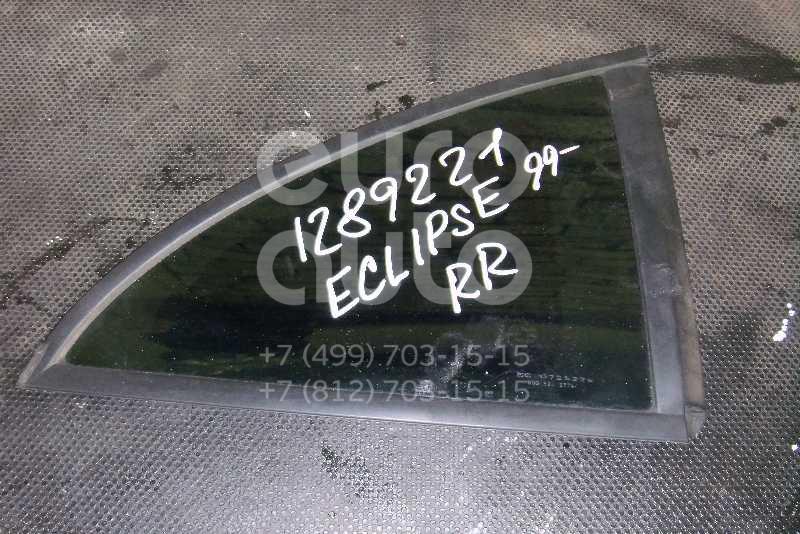 1289221
ECLIPSE 99-
RR
euro
auto
+7 (499) 703-15-15
+7 (812) 703-15-15